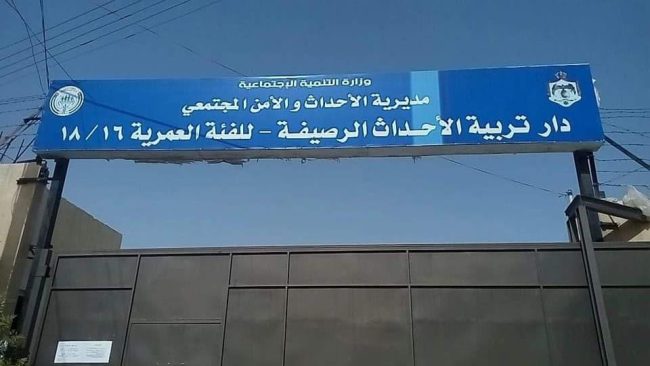 وزارة التنمية الإجتماعية
مديرية الأحداث و الأمن المجتمعي
دار تربية الأحداث الرصيفة - للفئة العمرية ١٦ / ١٨